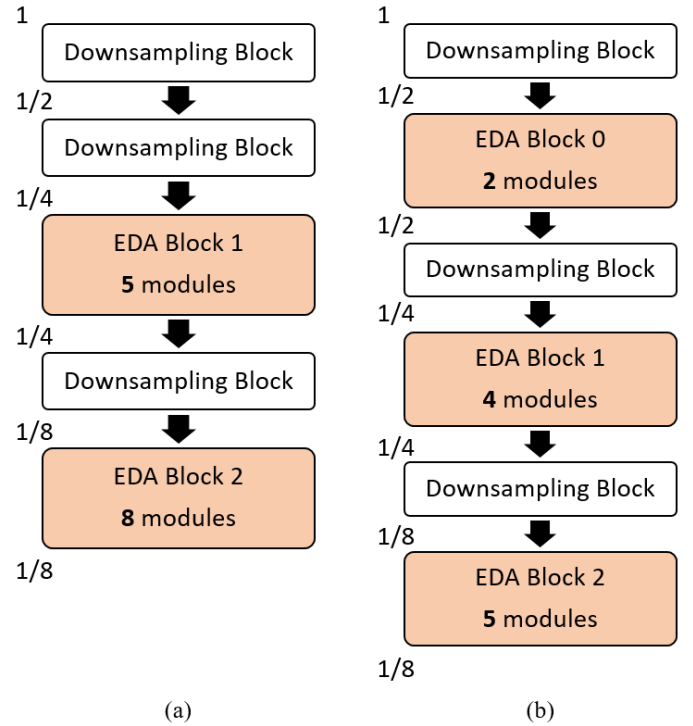 1
Downsampling Block
1/2
Downsampling Block
1/4
EDA Block 1
5 modules
1/4
Downsampling Block
1/8
EDA Block 2
8 modules
1/8
(a)
1
Downsampling Block
1/2
EDA Block 0
2 modules
1/2
Downsampling Block
1/4
EDA Block 1
4 modules
1/4
Downsampling Block
1/8
EDA Block 2
5 modules
1/8
(b)